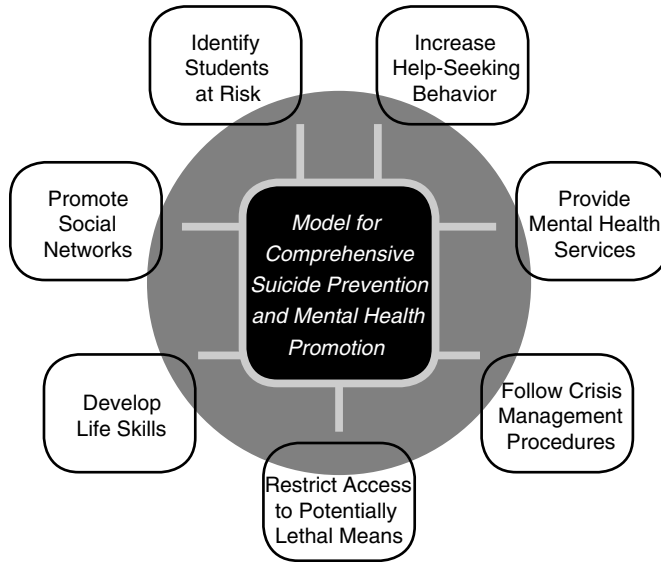 Identify
Students
at Risk
Increase
Help-Seeking
Behavior
Promote
Social
Networks
Model for
Comprehensive
Suicide Prevention
and Mental Health
Promotion
Provide
Mental Health
Services
Develop
Life Skills
Follow Crisis
Management
Procedures
Restrict Access
to Potentially
Lethal Means